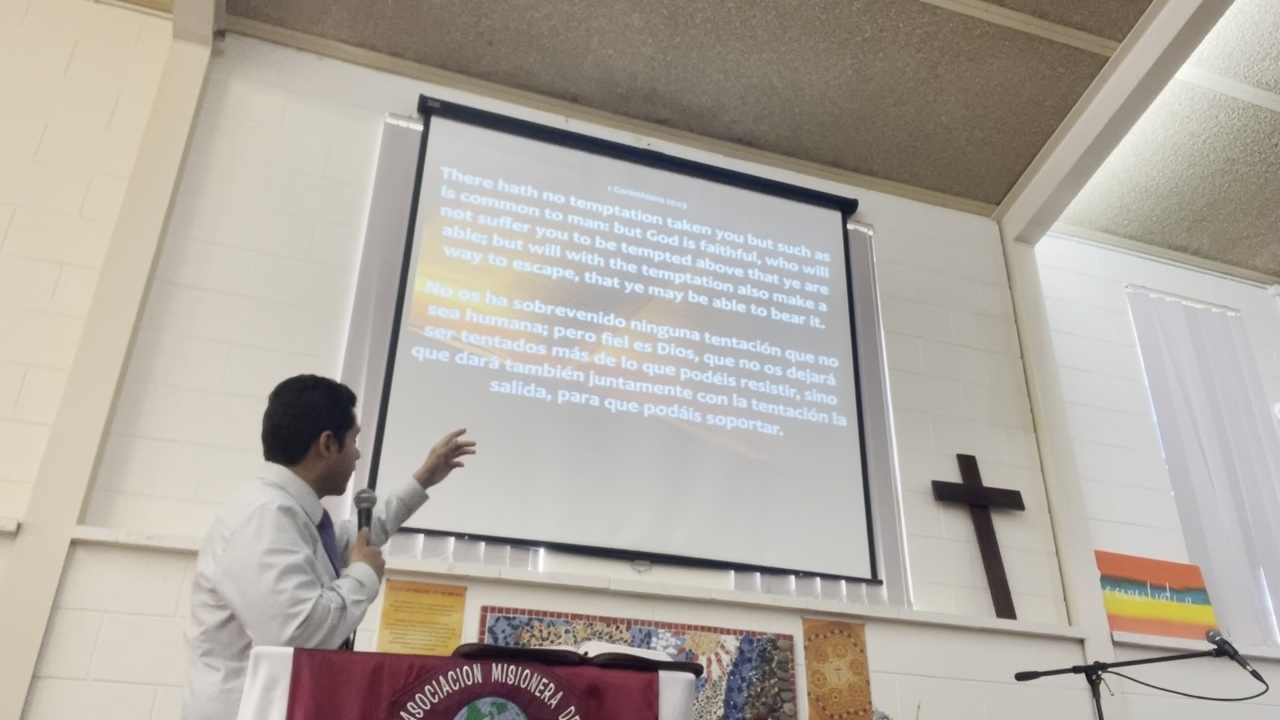 1 Corinthians 10:13
There hath no temptation taken you but such as
is common to man: but God is faithful, who will
not suffer you to be tempted above that ye are
able; but will with the temptation also make a
way to escape, that ye may be able to bear it.
No os ha sobrevenido ninguna tentación que no
sea humana; pero fiel es Dios, que no os dejará
ser tentados más de lo que podéis resistir, sino
que dará también juntamente con la tentación la
salida, para que podáis soportar.
ASOCIACION MISIONERA DE